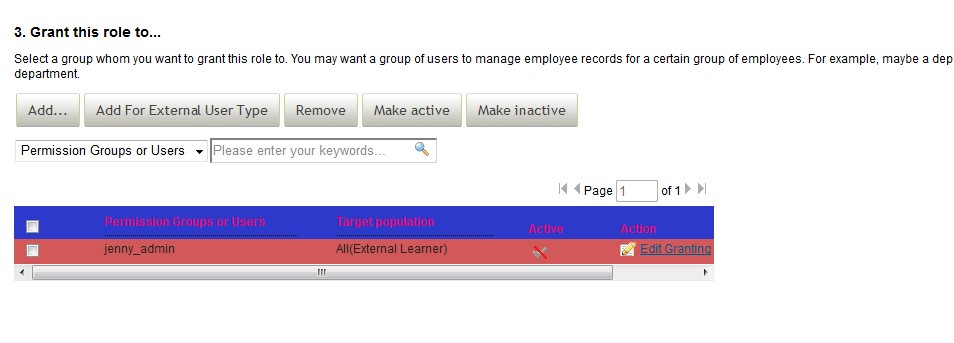 3. Grant this role to...
Select a group whom you want to grant this role to. You may want a group of users to manage employee records for a certain group of employees. For example, maybe a dep
department.
Add... Add For External User Type Remove Make active Make inactive
Permission Groups or Users Please enter your keywords...
Page 1 of 1
Permission Groups or Users Target population Active Action
jenny_admin All(External Learner) Edit Granting